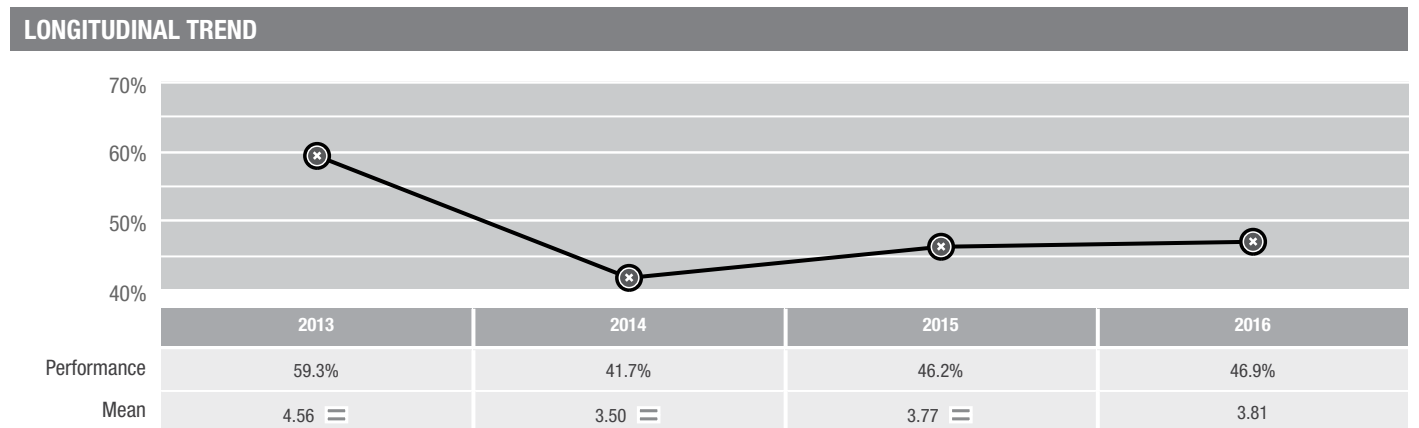 LONGITUDINAL TREND
70%
60%
50%
40%
2013 2014 2015 2016
Performance 59.3% 41.7% 46.2% 46.9%
Mean 4.56 = 3.50 = 3.77 = 3.81